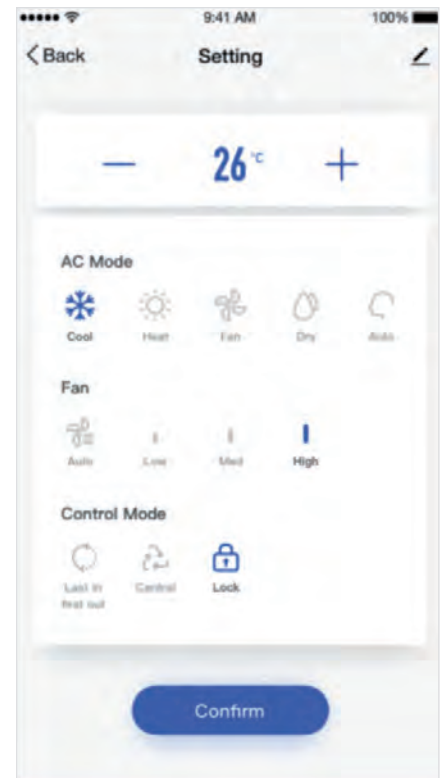 9:41 AM 100%
Back Setting
26 °C
AC Mode
Cool Heat Fan Dry Auto
Fan
Auto Low Med High
Control Mode
Last in Central Lock
first out
Confirm